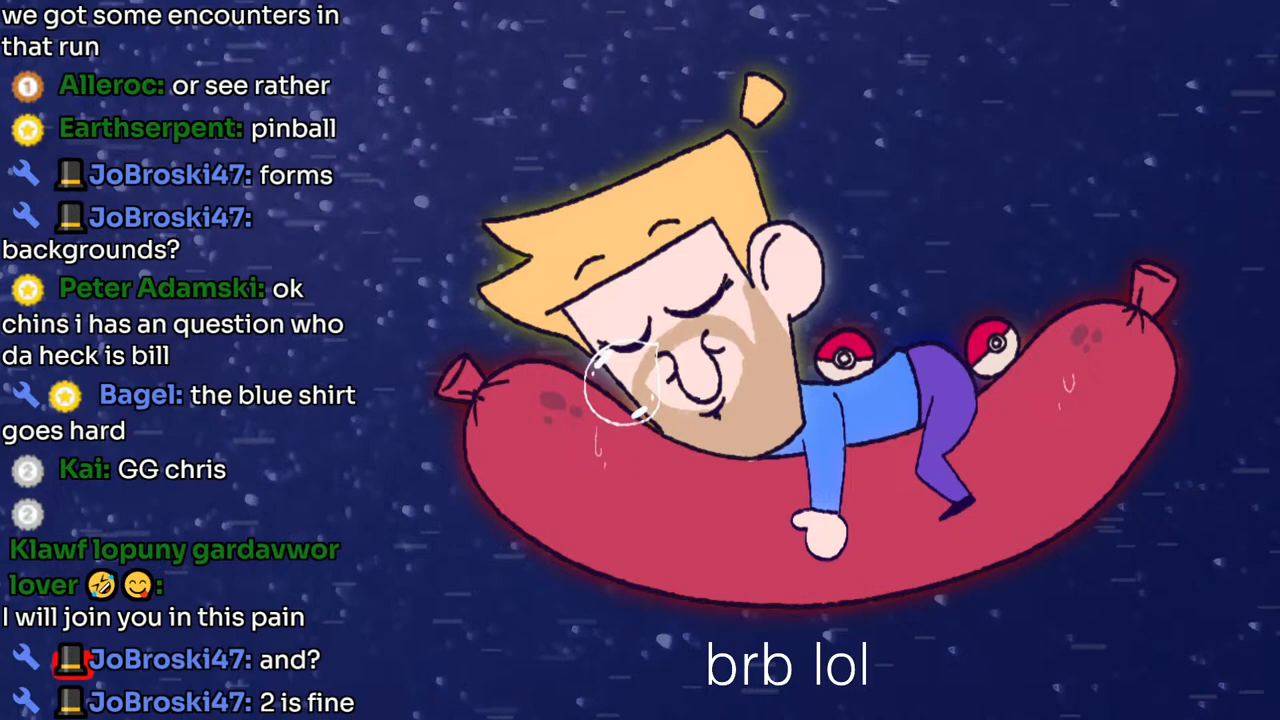 we got some encounters in
that run
Alleroc: or see rather
Earthserpent: pinball
JoBroski47: forms
JoBroski47:
backgrounds?
Peter Adamski: ok
chins i has an question who
da heck is bill
Bagel: the blue shirt
goes hard
Kai: GG chris
Klawf lopuny gardavwor
lover 🤣 😋:
I will join you in this pain
JoBroski47: and?
JoBroski47: 2 is fine
brb lol